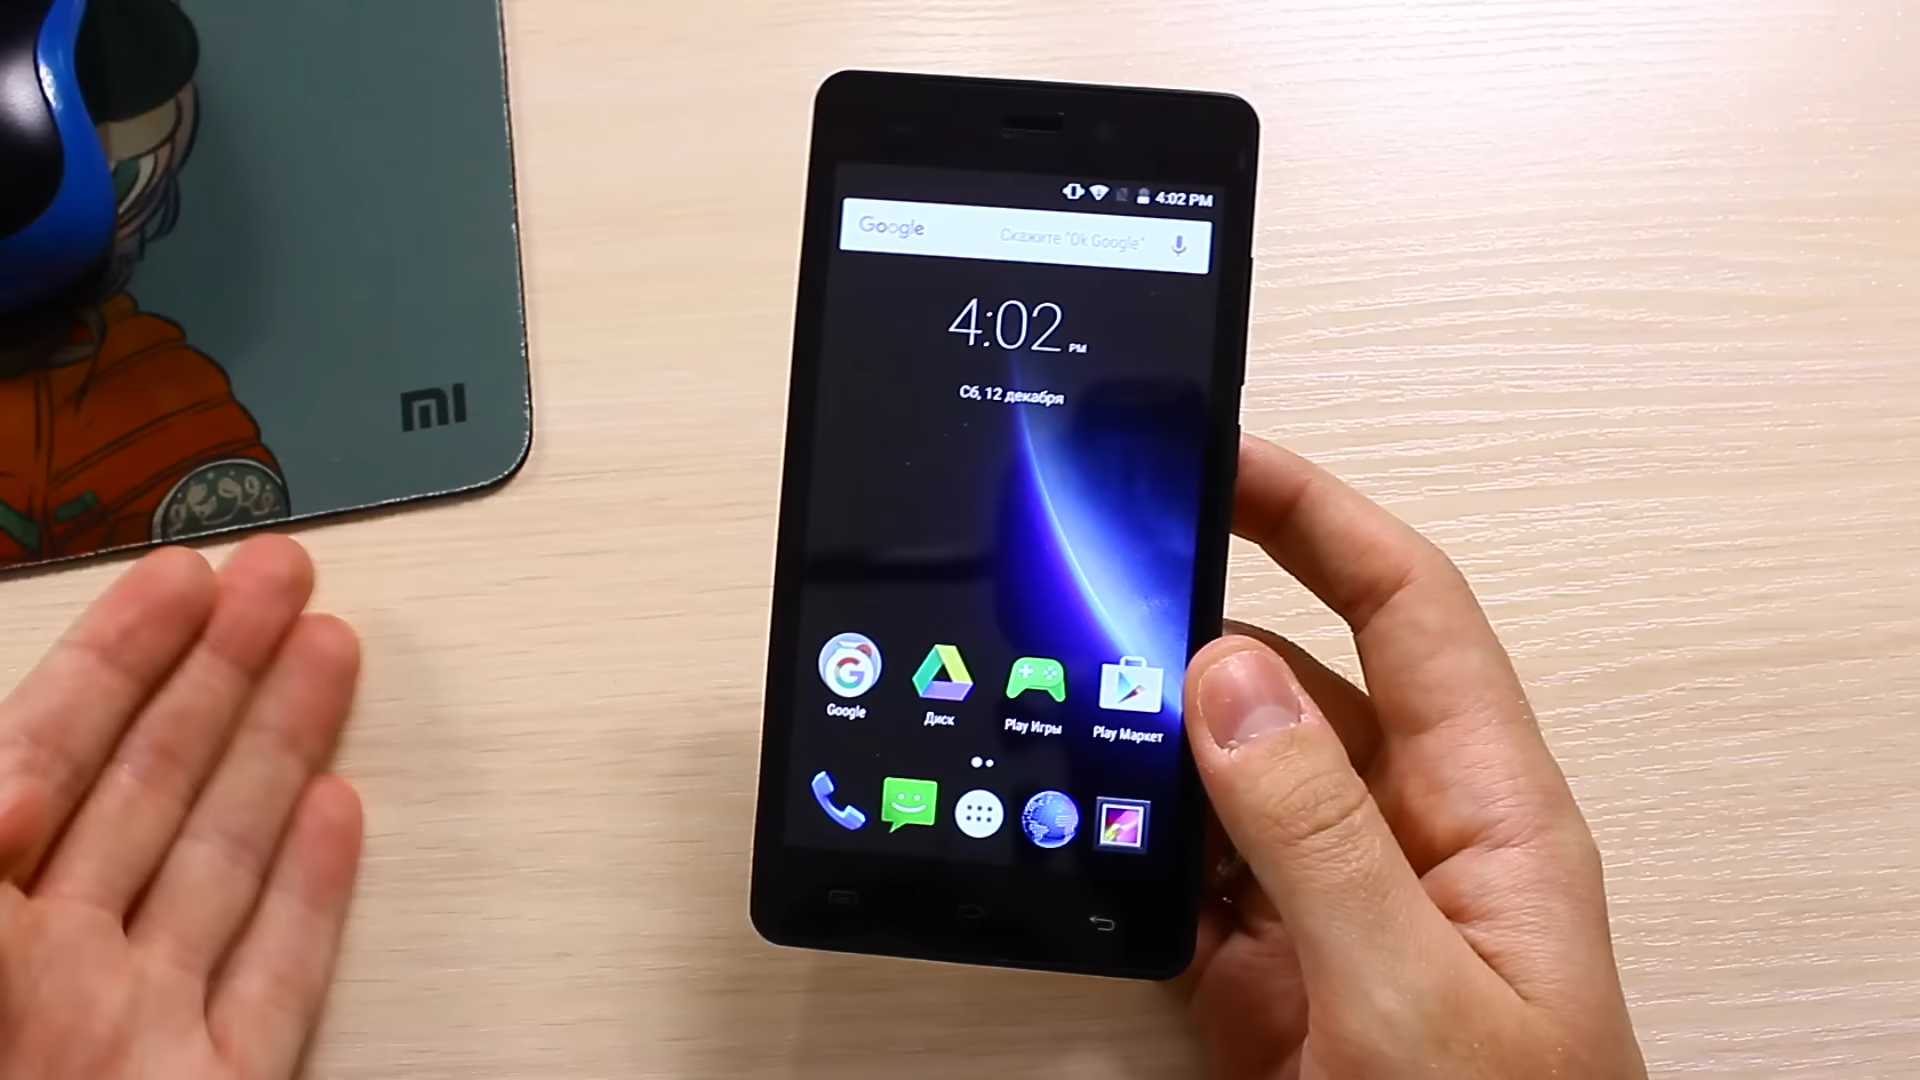 4:02 PM
Google Скажите "Ok Google"
4:02 PM
Сб, 12 декабря
Google Диск Play Игры Play Маркет
mi